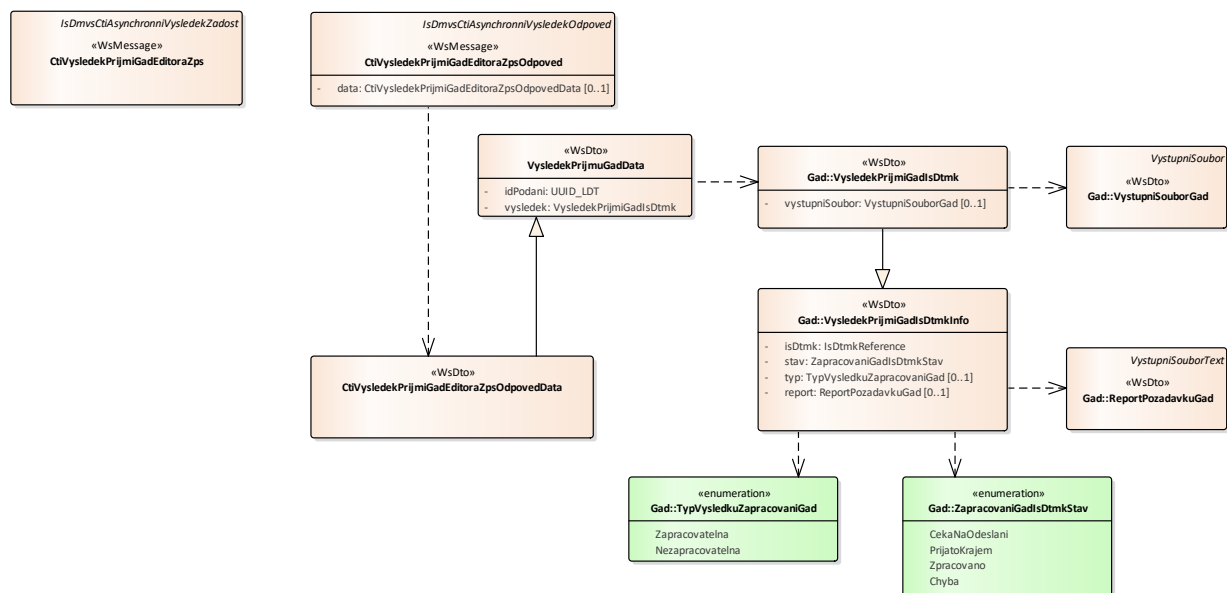 IsDmvsCtiAsynchronniVysledekZadost
«WsMessage»
CtiVysledekPrijmiGadEditoraZps
IsDmvsCtiAsynchronniVysledekOdpoved
«WsMessage»
CtiVysledekPrijmiGadEditoraZpsOdpoved
- data: CtiVysledekPrijmiGadEditoraZpsOdpovedData [0..1]
«WsDto»
VysledekPrijmuGadData
- idPodani: UUID_LDT
- vysledek: VysledekPrijmiGadIsDtmk
«WsDto»
Gad::VysledekPrijmiGadIsDtmk
- vystupniSoubor: VystupniSouborGad [0..1]
VystupniSoubor
«WsDto»
Gad::VystupniSouborGad
«WsDto»
Gad::VysledekPrijmiGadIsDtmkInfo
- isDtmk: IsDtmkReference
- stav: ZapracovaniGadIsDtmkStav
- typ: TypVysledkuZapracovaniGad [0..1]
- report: ReportPozadavkuGad [0..1]
VystupniSouborText
«WsDto»
Gad::ReportPozadavkuGad
«WsDto»
CtiVysledekPrijmiGadEditoraZpsOdpovedData
«enumeration»
Gad::TypVysledkuZapracovaniGad
Zapracovatelna
Nezapracovatelna
«enumeration»
Gad::ZapracovaniGadIsDtmkStav
CekaNaOdeslani
PrijatoKrajem
Zpracovano
Chyba